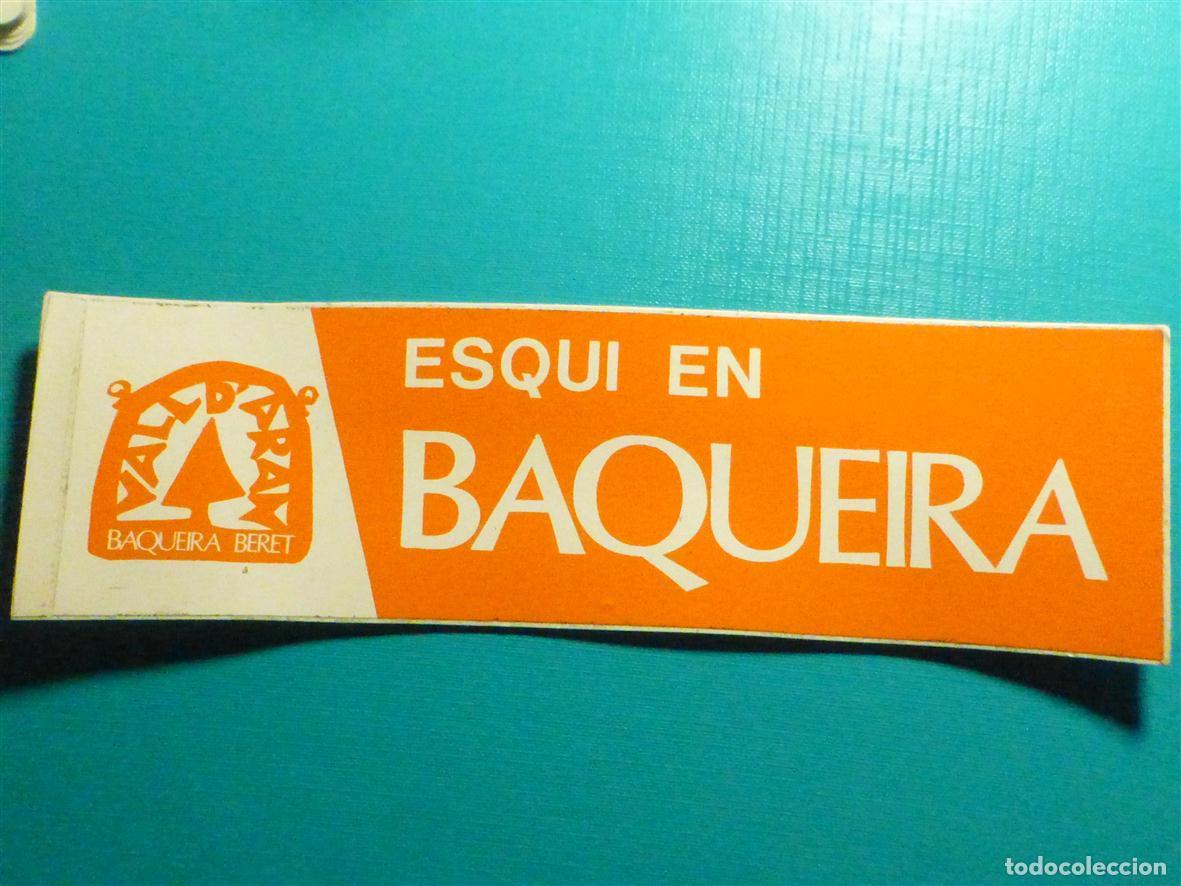 VALL D'ARAN
BAQUEIRA BERET
ESQUI EN
BAQUEIRA
todocoleccion